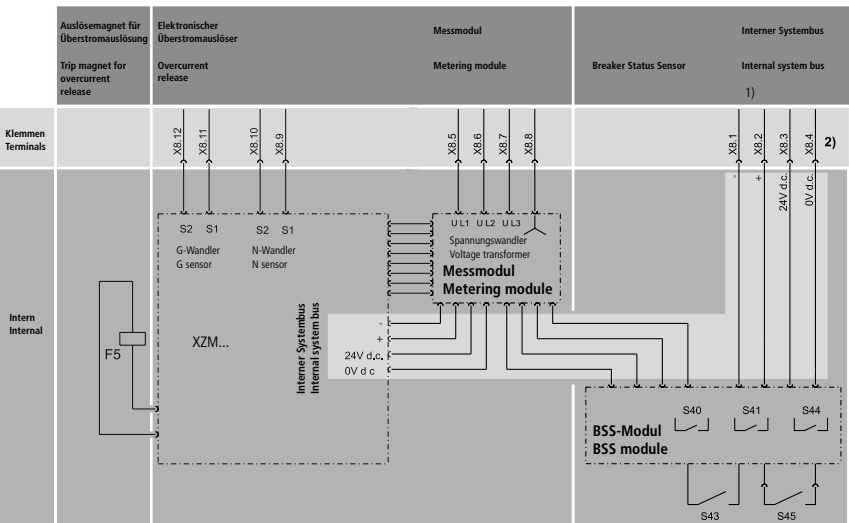 Auslösemagnet für
Überstromauslösung
Trip magnet for
overcurrent
release
Elektronischer
Überstromauslöser
Overcurrent
release
Messmodul
Metering module
Breaker Status Sensor
Interner Systembus
Internal system bus
1)
Klemmen
Terminals
X8.12
X8.11
X8.10
X8.9
X8.5
X8.6
X8.7
X8.8
X8.1
X8.2
X8.3
X8.4
2)
-
+
24V d.c.
0V d.c.
S2 S1 S2 S1
G-Wandler
G sensor
N-Wandler
N sensor
U L1 U L2 U L3
Spannungswandler
Voltage transformer
Messmodul
Metering module
Intern
Internal
F5
XZM...
Interner Systembus
Internal system bus
-
+
24V d.c.
0V d c
S40 S41 S44
BSS-Modul
BSS module
S43 S45